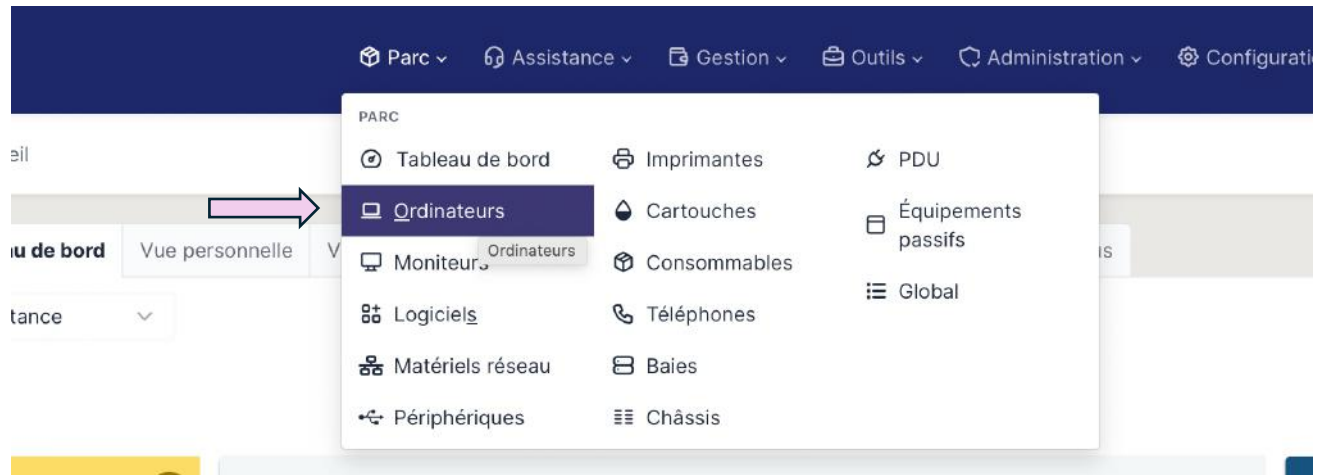 Parc Assistance Gestion Outils Administration Configurati
PARC
eil
Tableau de bord Imprimantes PDU
Ordinateurs Cartouches Équipements passifs
u de bord Vue personnelle V Ordinateurs us
Moniteurs Consommables
Global
tance Logiciels Téléphones
Matériels réseau Baies
Périphériques Châssis